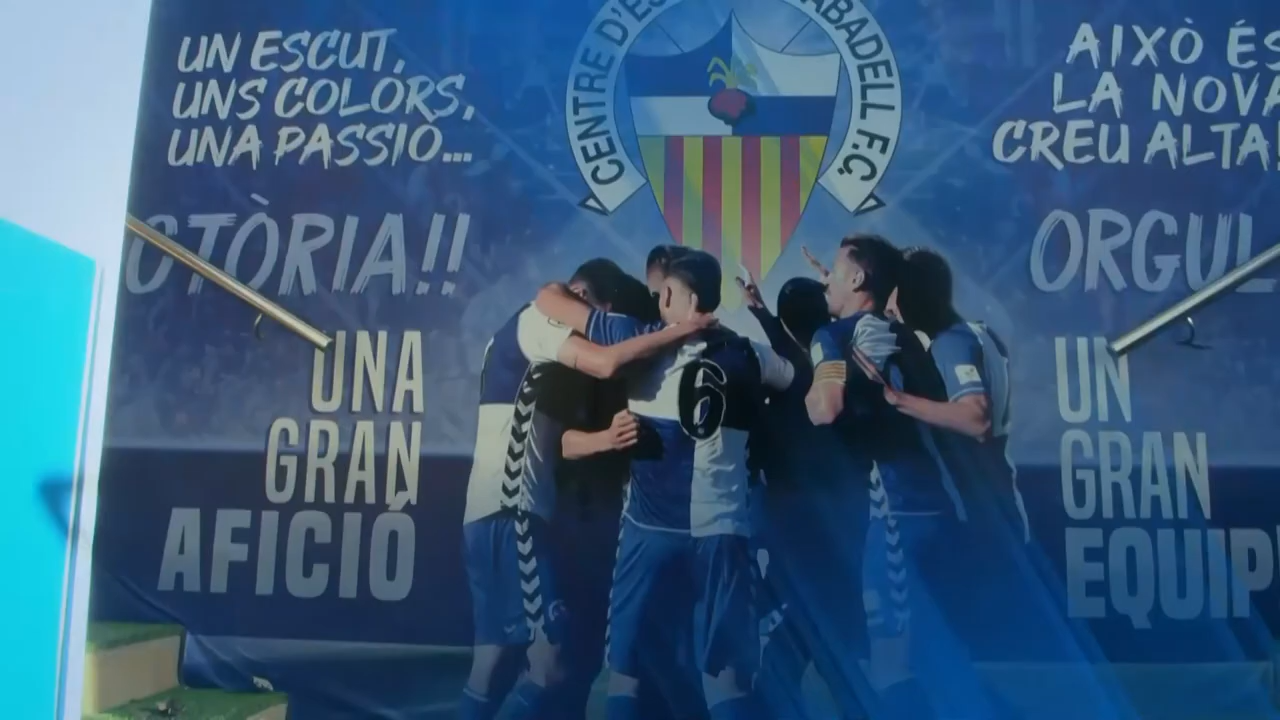 UN ESCUT,
UNS COLORS,
UNA PASSIÓ...
CTÒRIA!!
UNA
GRAN
AFICIÓ
CENTRE D'ES
ABADELL F.C.
6
AIXÒ ÉS
LA NOVA
CREU ALTA!
ORGUL
UN
GRAN
EQUIP